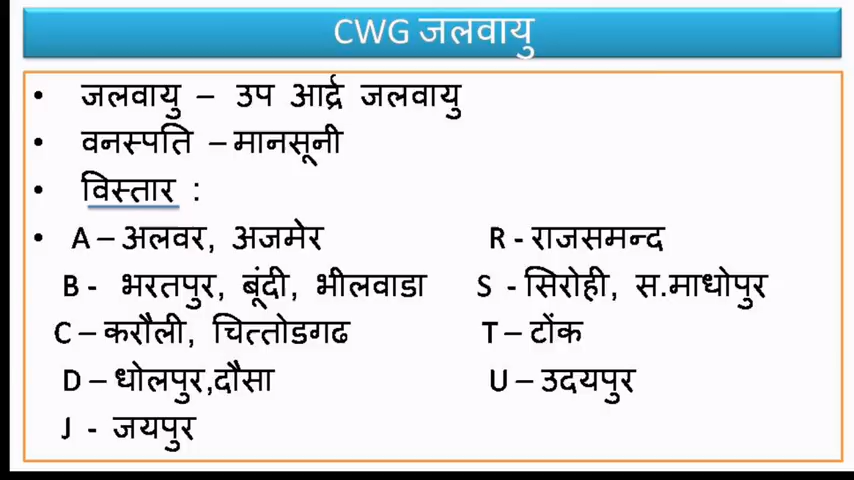 CWG जलवायु
• जलवायु – उप आर्द्र जलवायु
• वनस्पति – मानसूनी
• विस्तार :
• A – अलवर, अजमेर R - राजसमन्द
B - भरतपुर, बूंदी, भीलवाडा S - सिरोही, स.माधोपुर
C – करौली, चित्तोडगढ T – टोंक
D – धोलपुर,दौसा U – उदयपुर
J - जयपुर